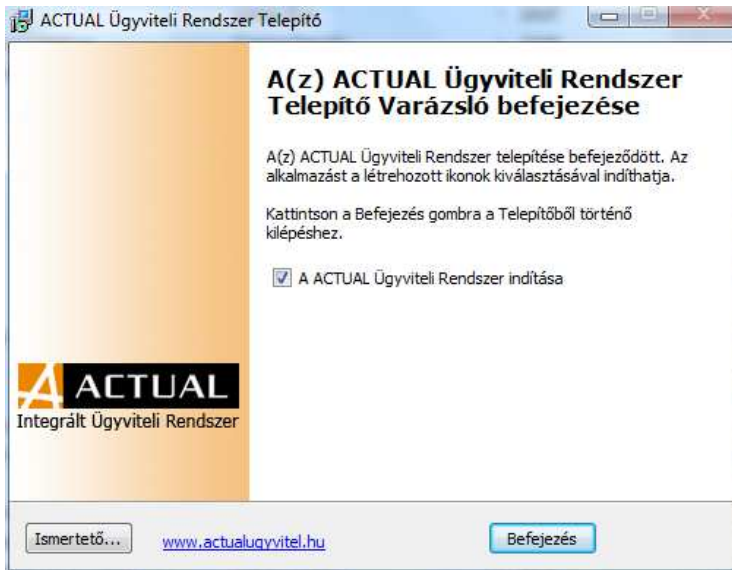 ACTUAL Ügyviteli Rendszer Telepítő
A(z) ACTUAL Ügyviteli Rendszer
Telepítő Varázsló befejezése
A(z) ACTUAL Ügyviteli Rendszer telepítése befejeződött. Az
alkalmazást a létrehozott ikonok kiválasztásával indíthatja.
Kattintson a Befejezés gombra a Telepítőből történő
kilépéshez.
A ACTUAL Ügyviteli Rendszer indítása
ACTUAL
Integrált Ügyviteli Rendszer
Ismertető...
www.actualugyvitel.hu
Befejezés